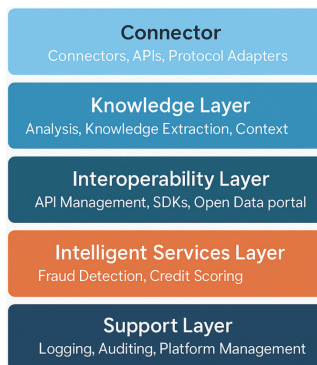 Connector
Connectors, APIs, Protocol Adapters
Knowledge Layer
Analysis, Knowledge Extraction, Context
Interoperability Layer
API Management, SDKs, Open Data portal
Intelligent Services Layer
Fraud Detection, Credit Scoring
Support Layer
Logging, Auditing, Platform Management